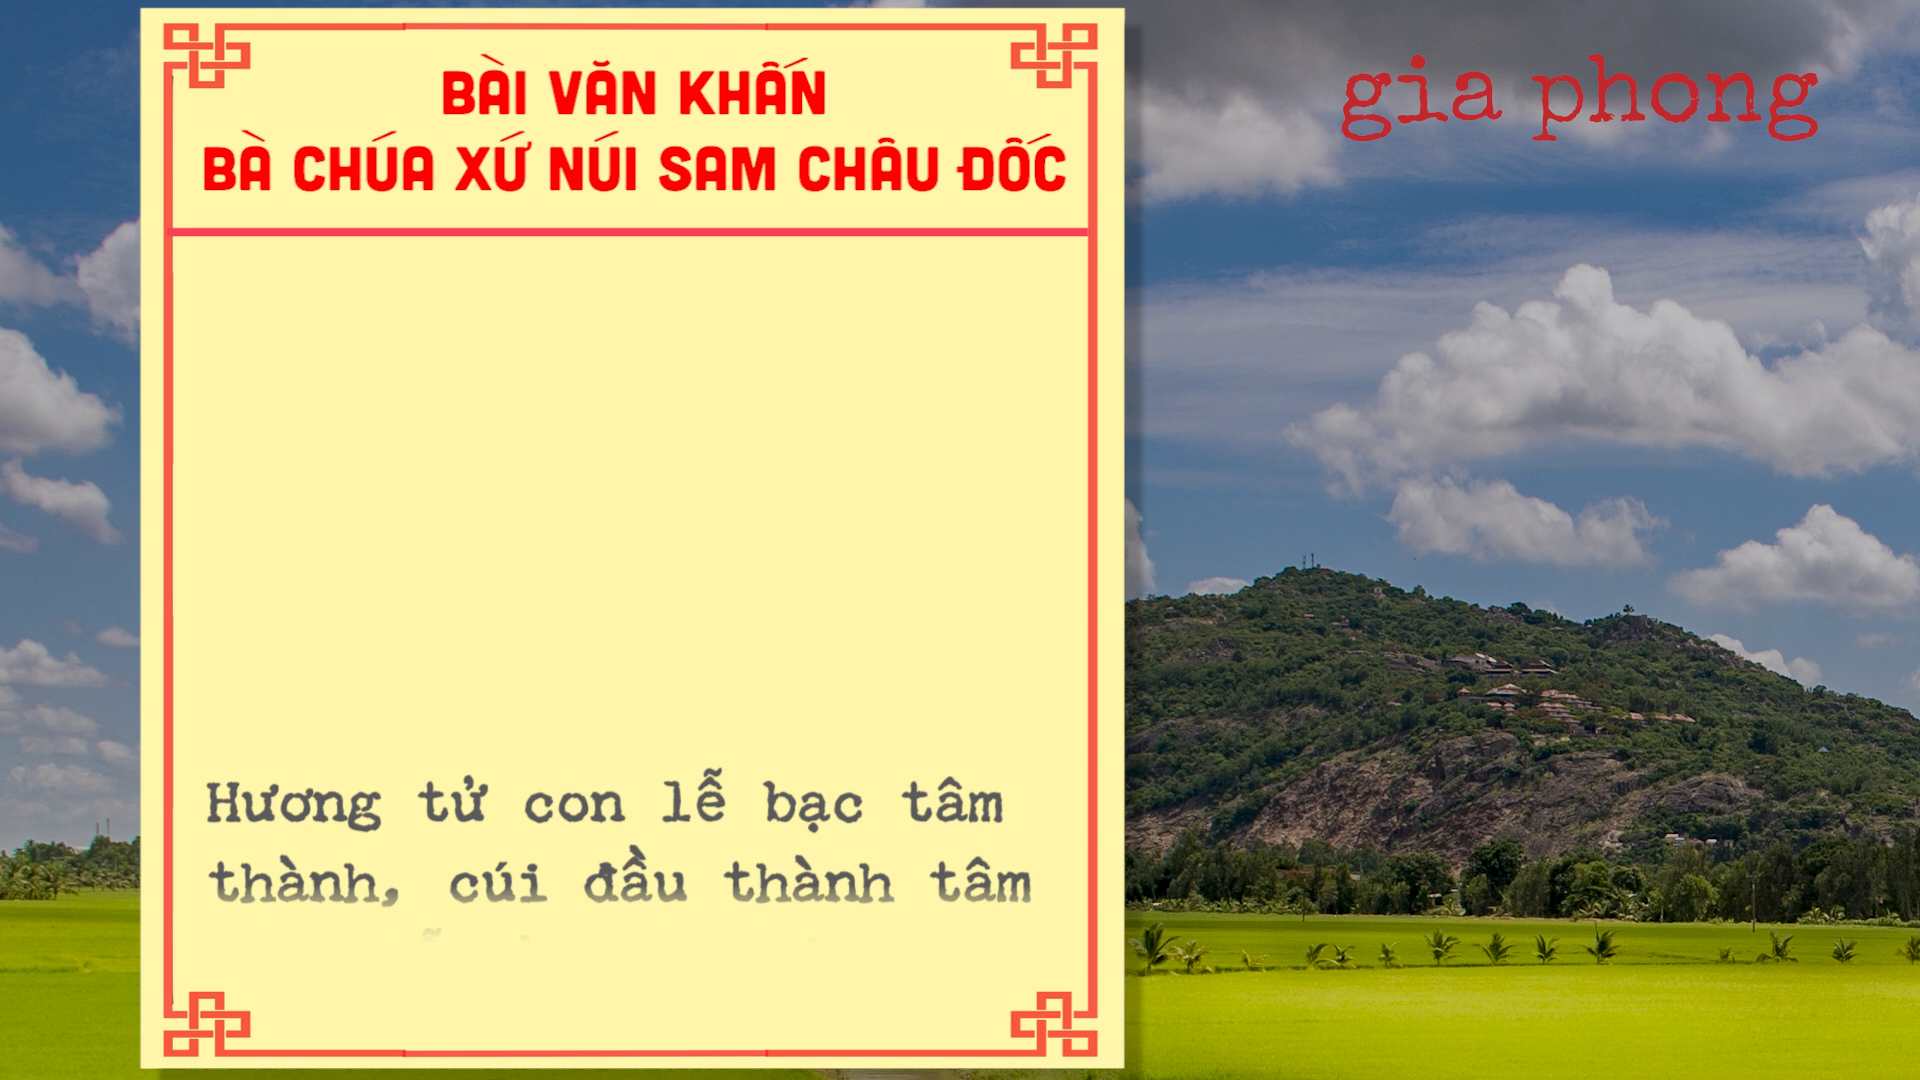 BÀI VĂN KHẤN
BÀ CHÚA XỨ NÚI SAM CHÂU ĐỐC
gia phong
Hương tử con lễ bạc tâm
thành, cúi đầu thành tâm